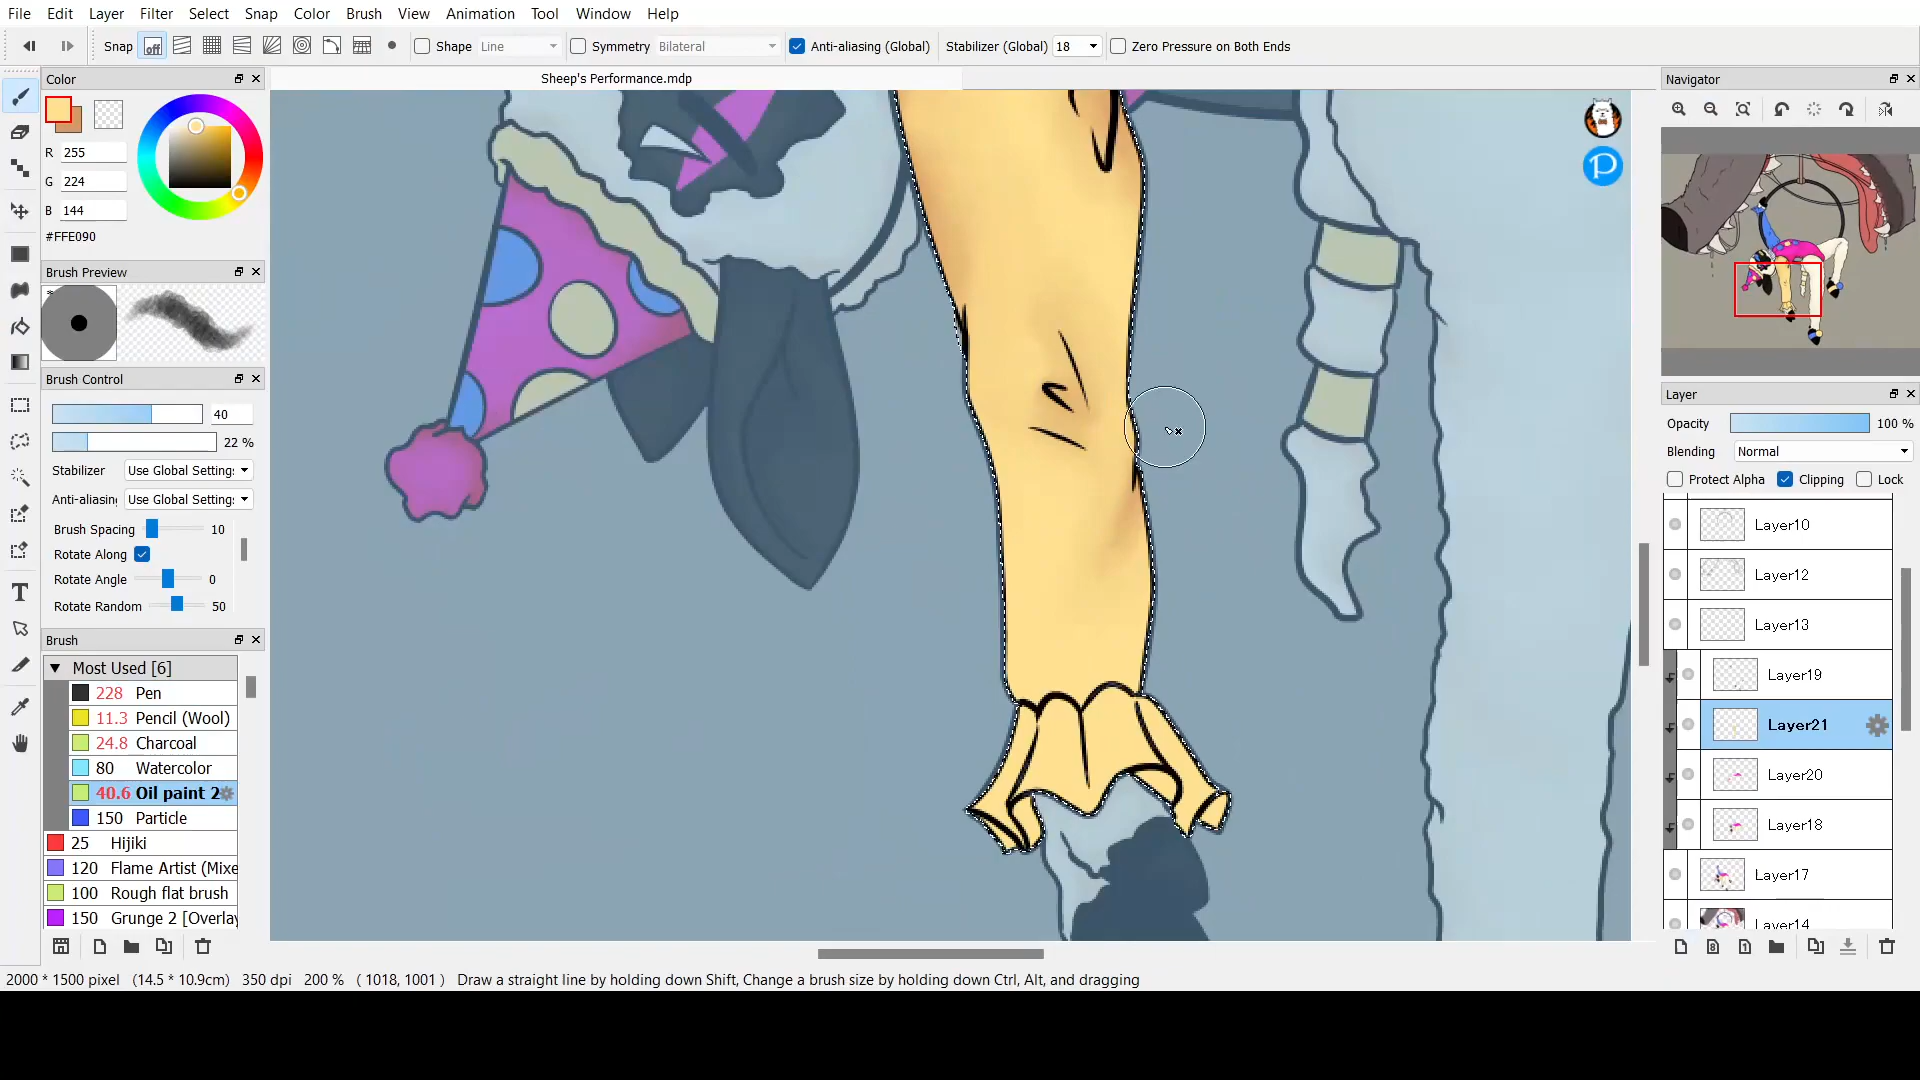 File Edit Layer Filter Select Snap Color Brush View Animation Tool Window Help
Snap off Shape Line Symmetry Bilateral Anti-aliasing (Global) Stabilizer (Global) 18 Zero Pressure on Both Ends
Color
Sheep's Performance.mdp
Navigator
R 255
G 224
B 144
#FFE090
Brush Preview
Brush Control
40
22 %
Stabilizer Use Global Setting:
Anti-aliasing Use Global Setting:
Brush Spacing 10
Rotate Along
Rotate Angle 0
Rotate Random 50
Brush
Most Used [6]
228 Pen
11.3 Pencil (Wool)
24.8 Charcoal
80 Watercolor
40.6 Oil paint 2
150 Particle
25 Hijiki
120 Flame Artist (Mixe
100 Rough flat brush
150 Grunge 2 [Overlay
Layer
Opacity 100 %
Blending Normal
Protect Alpha Clipping Lock
Layer10
Layer12
Layer13
Layer19
Layer21
Layer20
Layer18
Layer17
Layer14
2000 * 1500 pixel (14.5 * 10.9cm) 350 dpi 200 % ( 1018, 1001 ) Draw a straight line by holding down Shift, Change a brush size by holding down Ctrl, Alt, and dragging